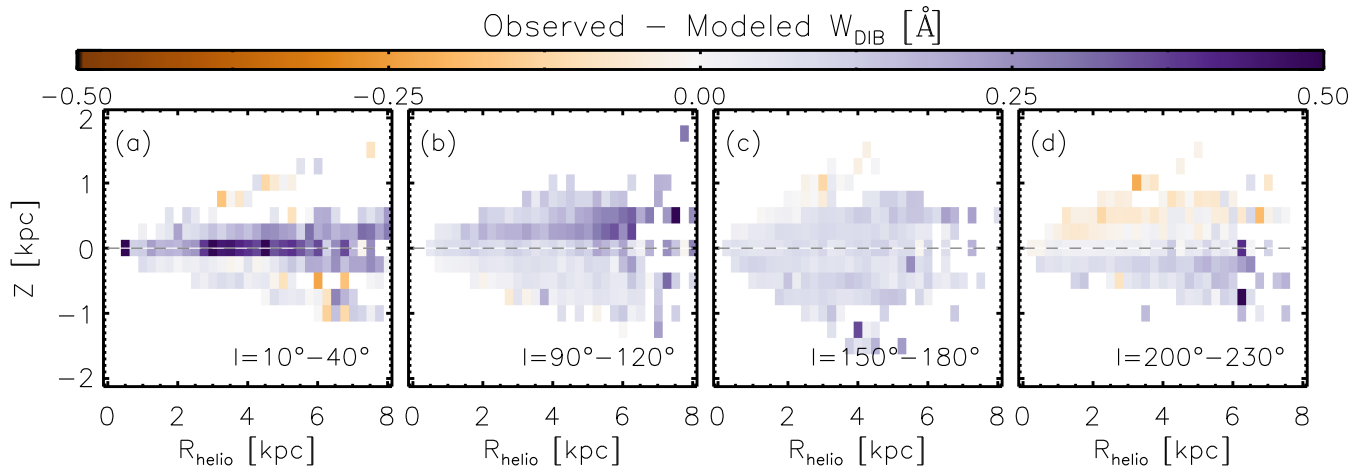 Observed − Modeled W_DIB [Å]
−0.50 −0.25 0.00 0.25 0.50
(a) (b) (c) (d)
2
1
0
−1
−2
Z [kpc]
l=10°−40° l=90°−120° l=150°−180° l=200°−230°
0 2 4 6 8 0 2 4 6 8 0 2 4 6 8 0 2 4 6 8
R_helio [kpc] R_helio [kpc] R_helio [kpc] R_helio [kpc]